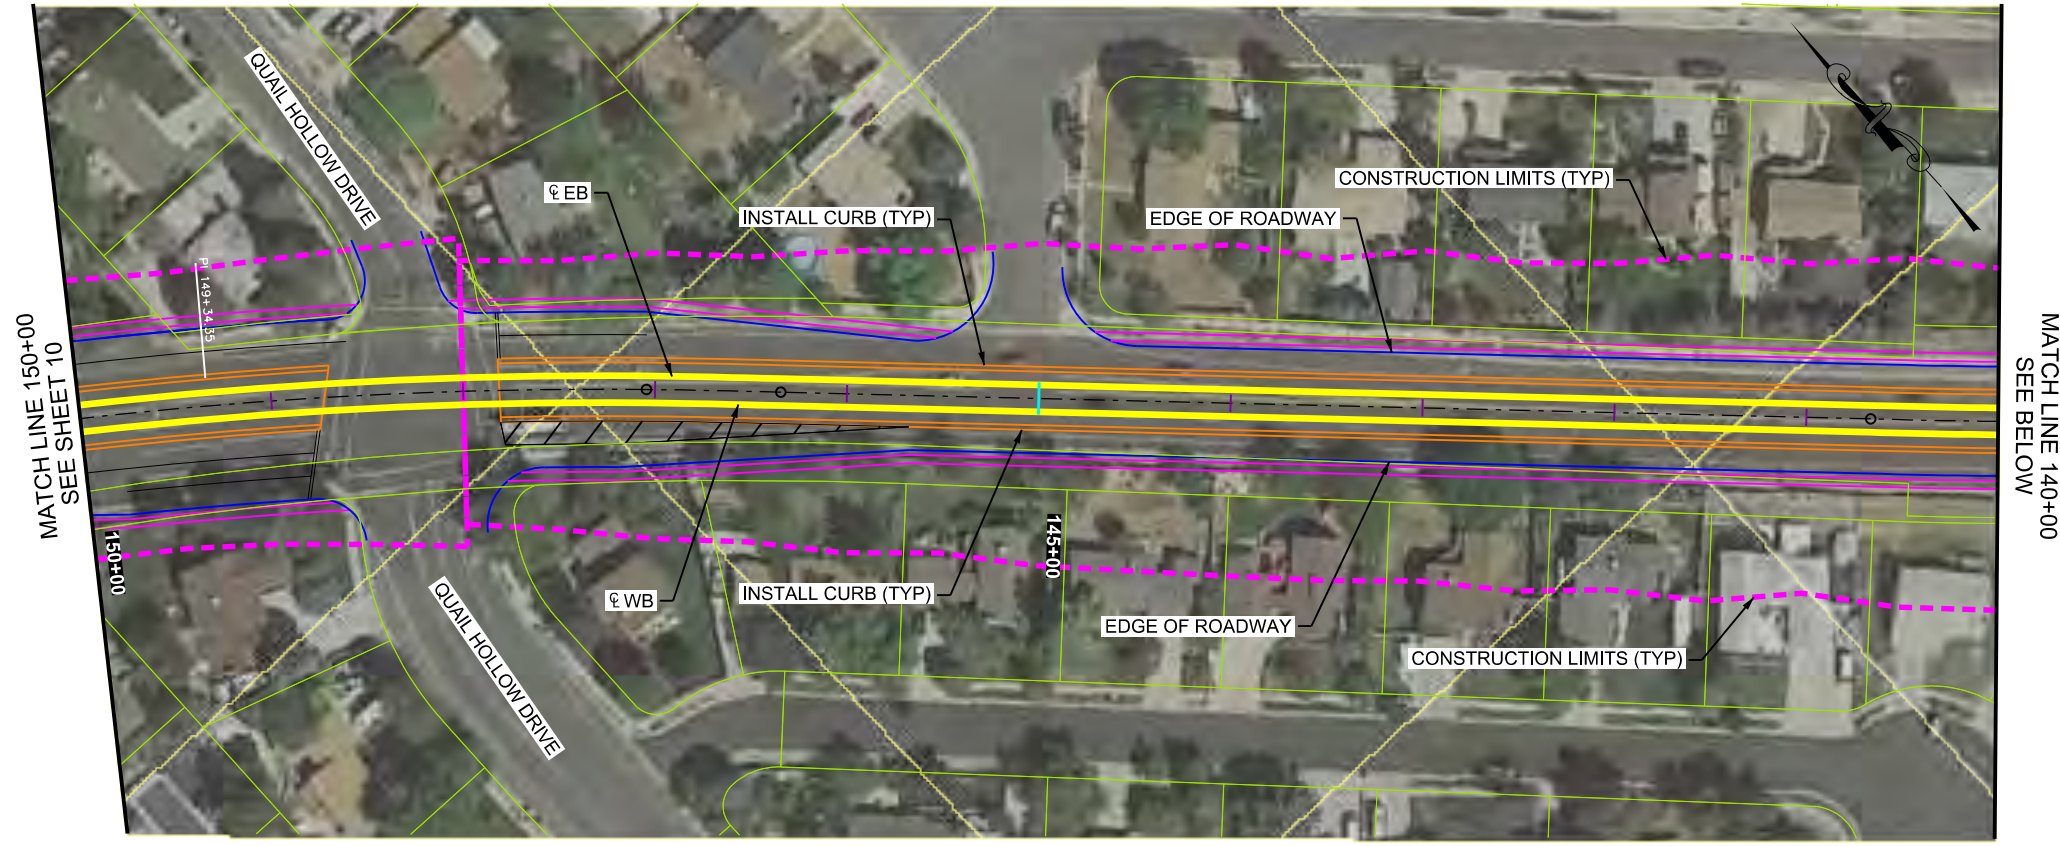 QUAIL HOLLOW DRIVE
CONSTRUCTION LIMITS (TYP)
℄ EB
INSTALL CURB (TYP)
EDGE OF ROADWAY
PI 149+34.35
MATCH LINE 150+00
SEE SHEET 10
MATCH LINE 140+00
SEE BELOW
150+00
145+00
℄ WB
INSTALL CURB (TYP)
EDGE OF ROADWAY
CONSTRUCTION LIMITS (TYP)
QUAIL HOLLOW DRIVE